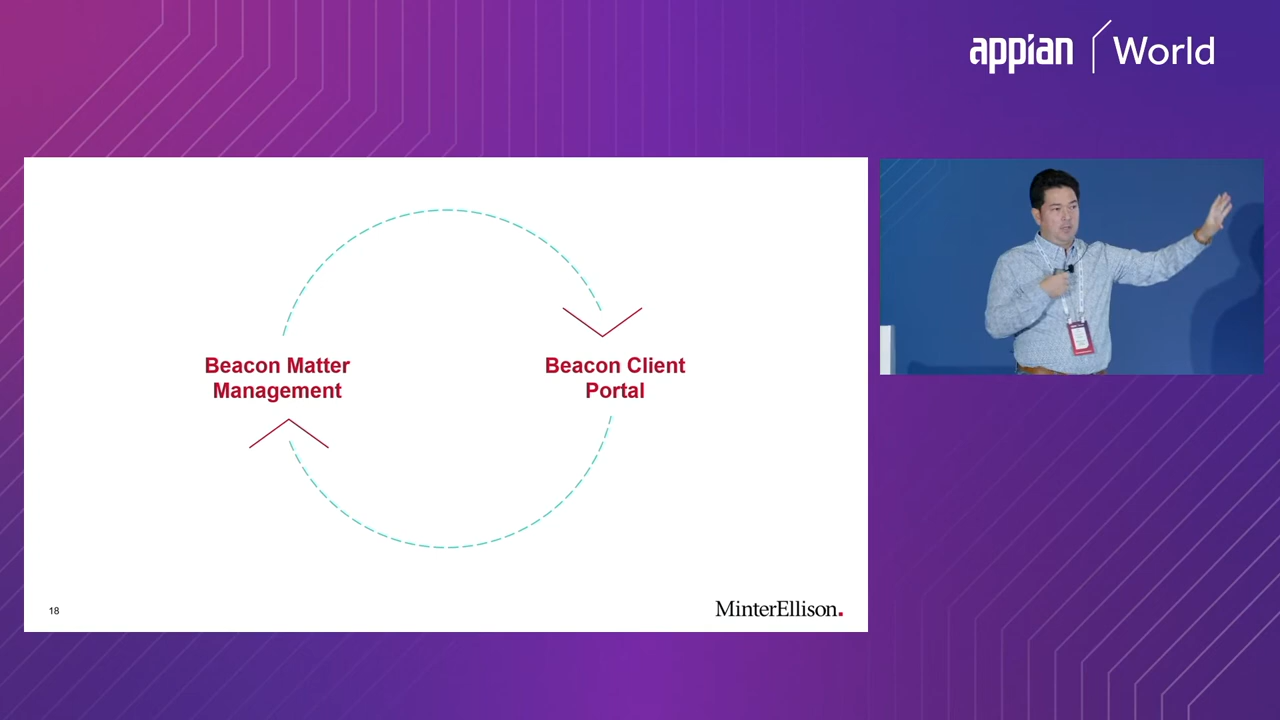 appian World
Beacon Matter
Management
Beacon Client
Portal
18
MinterEllison.